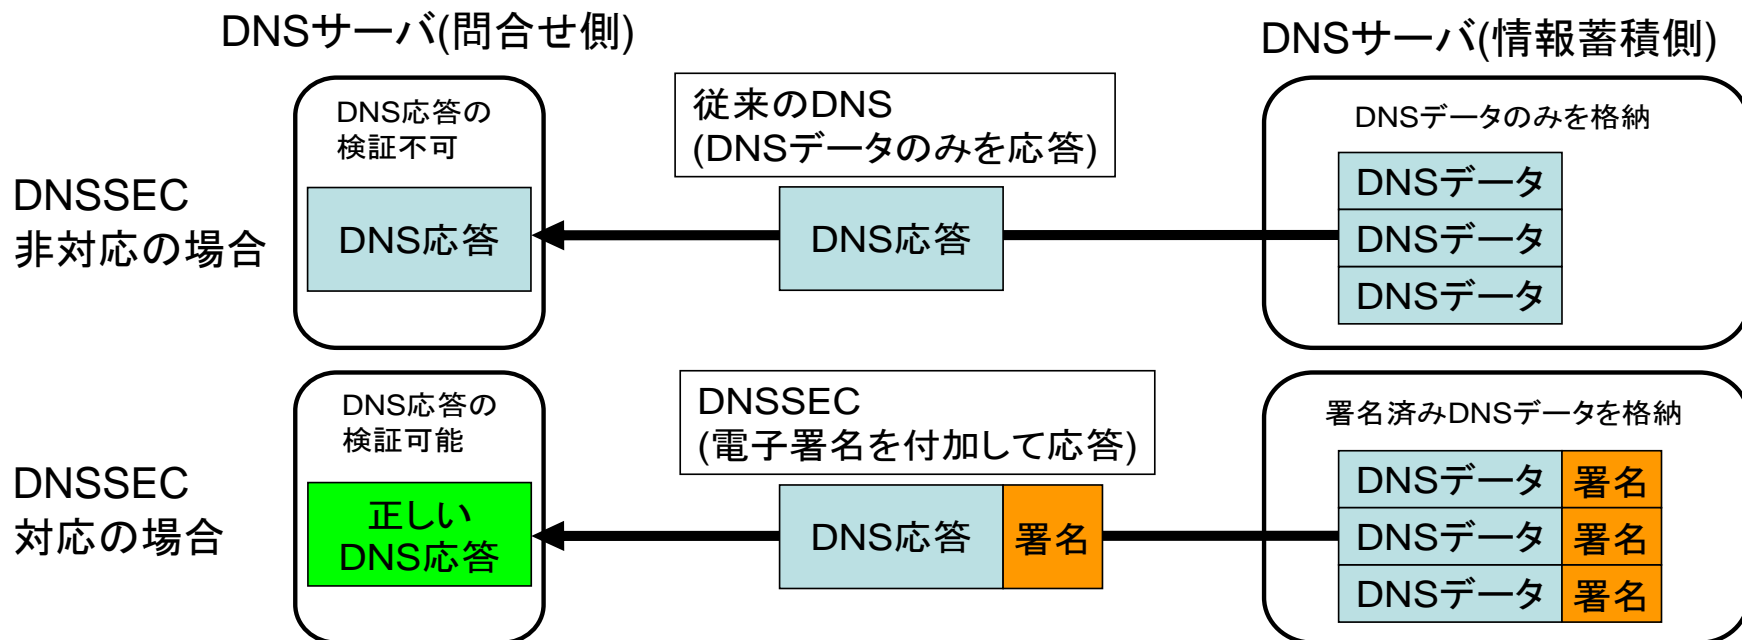 DNSサーバ(問合せ側)
DNSサーバ(情報蓄積側)
DNSSEC
非対応の場合
DNS応答の
検証不可
DNS応答
従来のDNS
(DNSデータのみを応答)
DNS応答
DNSデータのみを格納
DNSデータ
DNSデータ
DNSデータ
DNSSEC
対応の場合
DNS応答の
検証可能
正しい
DNS応答
DNSSEC
(電子署名を付加して応答)
DNS応答 署名
署名済みDNSデータを格納
DNSデータ 署名
DNSデータ 署名
DNSデータ 署名